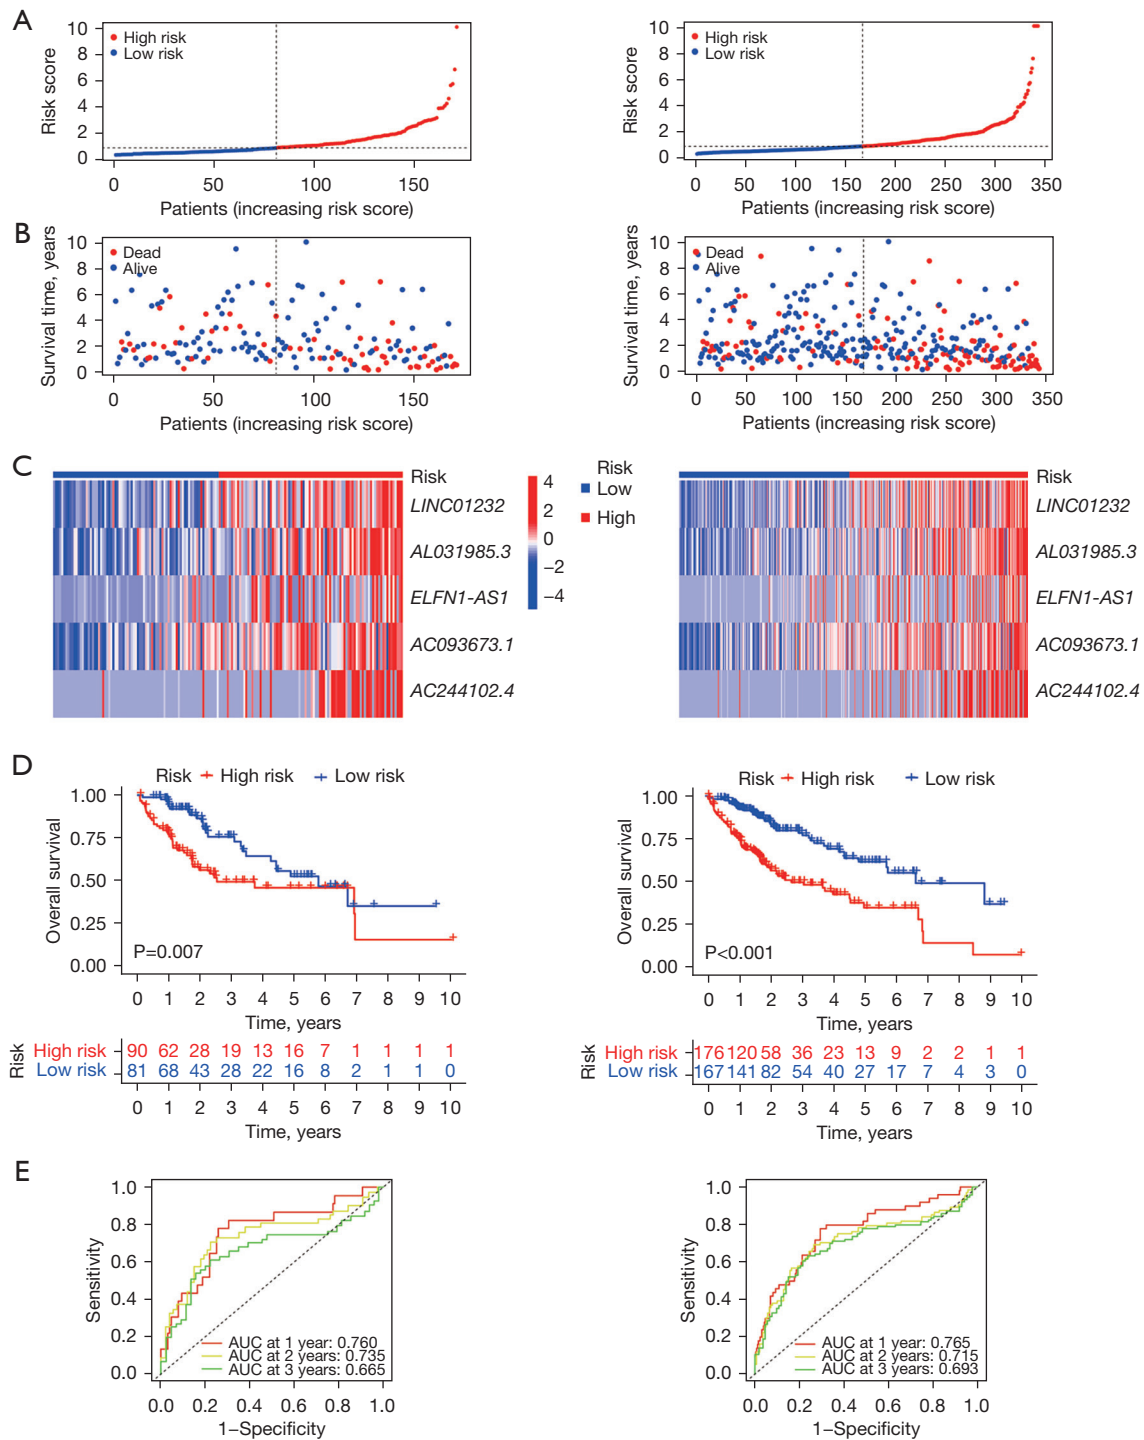 A
Risk score
10
8
6
4
2
0
High risk
Low risk
0 50 100 150
Patients (increasing risk score)
Risk score
10
8
6
4
2
0
High risk
Low risk
0 50 100 150 200 250 300 350
Patients (increasing risk score)
B
Survival time, years
10
8
6
4
2
0
Dead
Alive
0 50 100 150
Patients (increasing risk score)
Survival time, years
10
8
6
4
2
0
Dead
Alive
0 50 100 150 200 250 300 350
Patients (increasing risk score)
C
Risk
LINC01232
AL031985.3
ELFN1-AS1
AC093673.1
AC244102.4
4
2
0
−2
−4
Risk
Low
High
Risk
LINC01232
AL031985.3
ELFN1-AS1
AC093673.1
AC244102.4
D
Risk High risk Low risk
Overall survival
1.00
0.75
0.50
0.25
0.00
P=0.007
0 1 2 3 4 5 6 7 8 9 10
Time, years
Risk
High risk 90 62 28 19 13 16 7 1 1 1 1
Low risk 81 68 43 28 22 16 8 2 1 1 0
0 1 2 3 4 5 6 7 8 9 10
Time, years
Risk High risk Low risk
Overall survival
1.00
0.75
0.50
0.25
0.00
P<0.001
0 1 2 3 4 5 6 7 8 9 10
Time, years
Risk
High risk 176 120 58 36 23 13 9 2 2 1 1
Low risk 167 141 82 54 40 27 17 7 4 3 0
0 1 2 3 4 5 6 7 8 9 10
Time, years
E
Sensitivity
1.0
0.8
0.6
0.4
0.2
0.0
AUC at 1 year: 0.760
AUC at 2 years: 0.735
AUC at 3 years: 0.665
0.0 0.2 0.4 0.6 0.8 1.0
1−Specificity
Sensitivity
1.0
0.8
0.6
0.4
0.2
0.0
AUC at 1 year: 0.765
AUC at 2 years: 0.715
AUC at 3 years: 0.693
0.0 0.2 0.4 0.6 0.8 1.0
1−Specificity